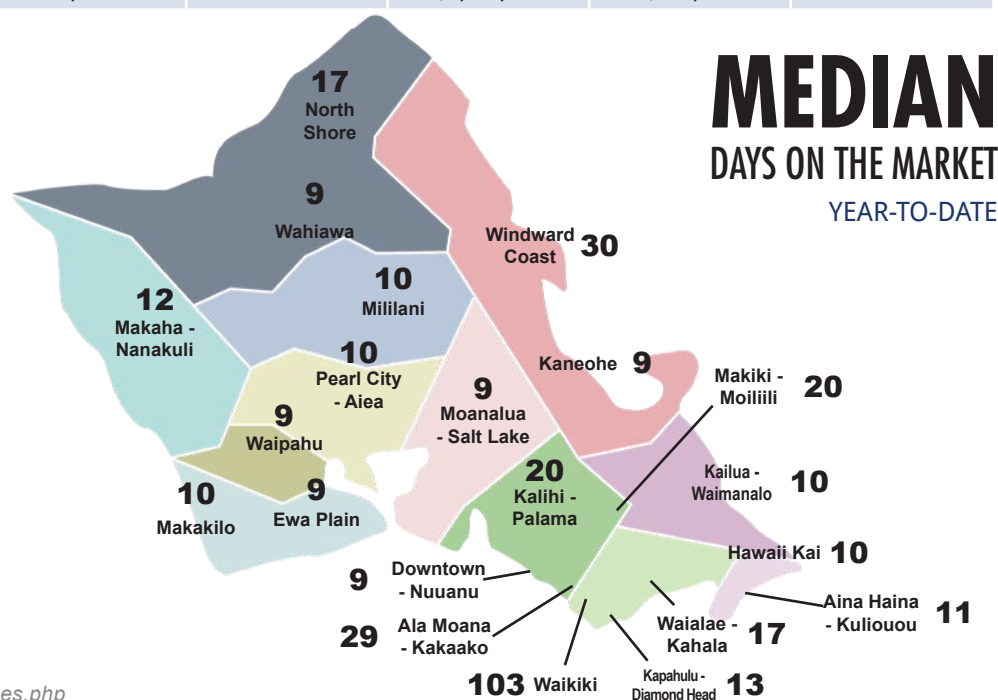 MEDIAN
DAYS ON THE MARKET
YEAR-TO-DATE
17
North
Shore
9
Wahiawa
Windward
Coast 30
10
Mililani
12
Makaha -
Nanakuli
10
Pearl City
- Aiea
Kaneohe 9
Makiki -
Moiliili 20
9
Moanalua
- Salt Lake
9
Waipahu
20
Kalihi -
Palama
Kailua -
Waimanalo 10
10
Makakilo
9
Ewa Plain
Hawaii Kai 10
9 Downtown
- Nuuanu
Aina Haina
- Kuliouou 11
29 Ala Moana
- Kakaako
Waialae -
Kahala 17
103 Waikiki
Kapahulu -
Diamond Head 13
es.php